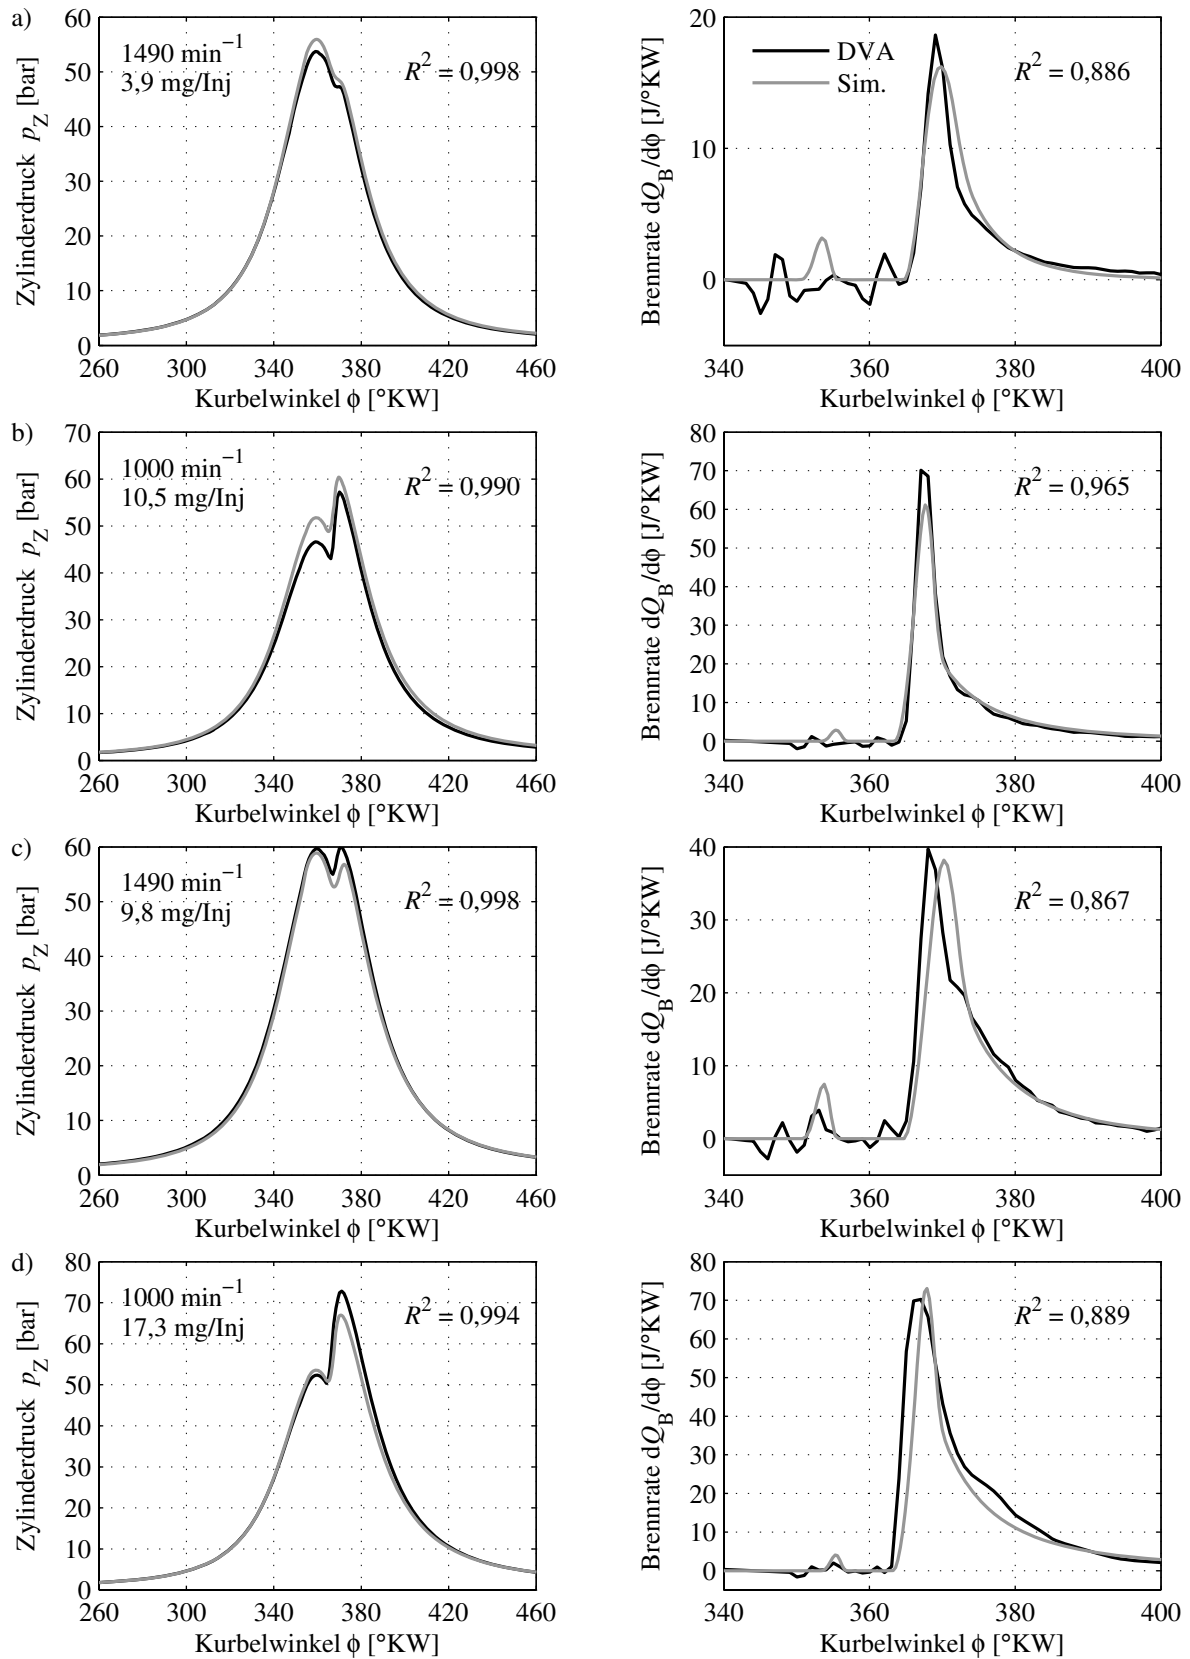 a)
60
50
40
30
20
10
0
Zylinderdruck p_Z [bar]
1490 min⁻¹
3,9 mg/Inj
R² = 0,998
260 300 340 380 420 460
Kurbelwinkel ϕ [°KW]
20
10
0
Brennrate dQ_B/dϕ [J/°KW]
DVA
Sim.
R² = 0,886
340 360 380 400
Kurbelwinkel ϕ [°KW]
b)
70
60
50
40
30
20
10
0
Zylinderdruck p_Z [bar]
1000 min⁻¹
10,5 mg/Inj
R² = 0,990
260 300 340 380 420 460
Kurbelwinkel ϕ [°KW]
80
70
60
50
40
30
20
10
0
Brennrate dQ_B/dϕ [J/°KW]
R² = 0,965
340 360 380 400
Kurbelwinkel ϕ [°KW]
c)
60
50
40
30
20
10
0
Zylinderdruck p_Z [bar]
1490 min⁻¹
9,8 mg/Inj
R² = 0,998
260 300 340 380 420 460
Kurbelwinkel ϕ [°KW]
40
30
20
10
0
Brennrate dQ_B/dϕ [J/°KW]
R² = 0,867
340 360 380 400
Kurbelwinkel ϕ [°KW]
d)
80
70
60
50
40
30
20
10
0
Zylinderdruck p_Z [bar]
1000 min⁻¹
17,3 mg/Inj
R² = 0,994
260 300 340 380 420 460
Kurbelwinkel ϕ [°KW]
80
70
60
50
40
30
20
10
0
Brennrate dQ_B/dϕ [J/°KW]
R² = 0,889
340 360 380 400
Kurbelwinkel ϕ [°KW]